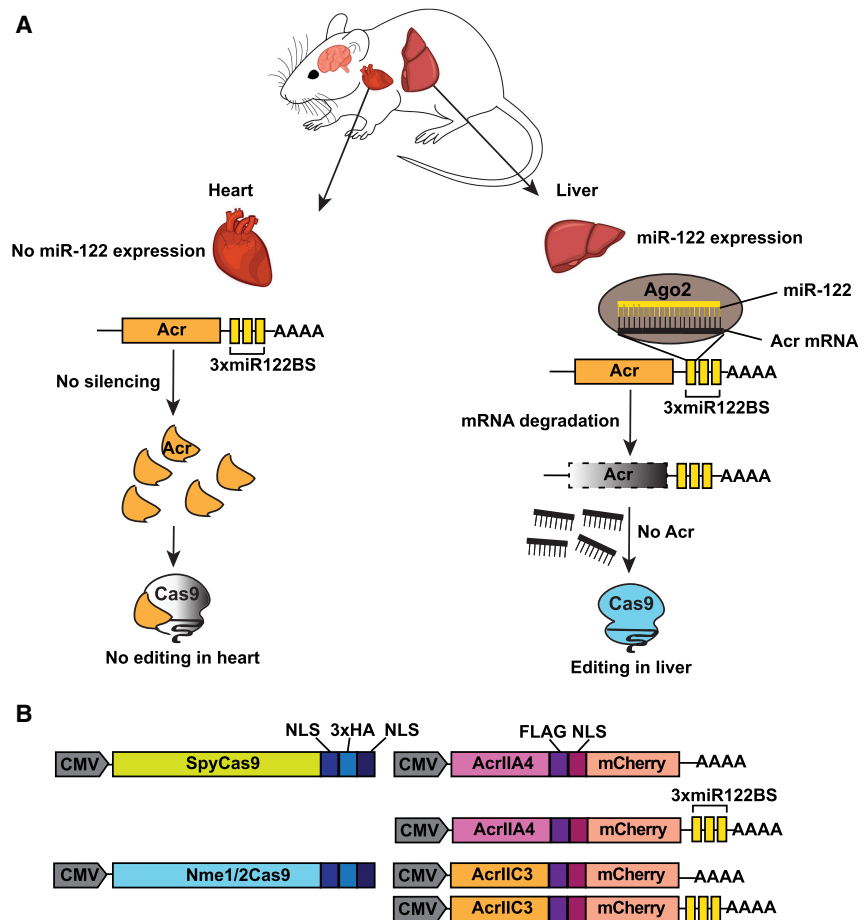 A
Heart
Liver
No miR-122 expression
miR-122 expression
Ago2
miR-122
Acr mRNA
Acr
AAAA
3xmiR122BS
Acr
AAAA
3xmiR122BS
No silencing
mRNA degradation
Acr
Acr
AAAA
No Acr
Cas9
Cas9
No editing in heart
Editing in liver
B
NLS 3xHA NLS
FLAG NLS
CMV SpyCas9
CMV AcrIIA4 mCherry AAAA
3xmiR122BS
CMV AcrIIA4 mCherry AAAA
CMV Nme1/2Cas9
CMV AcrIIC3 mCherry AAAA
CMV AcrIIC3 mCherry AAAA